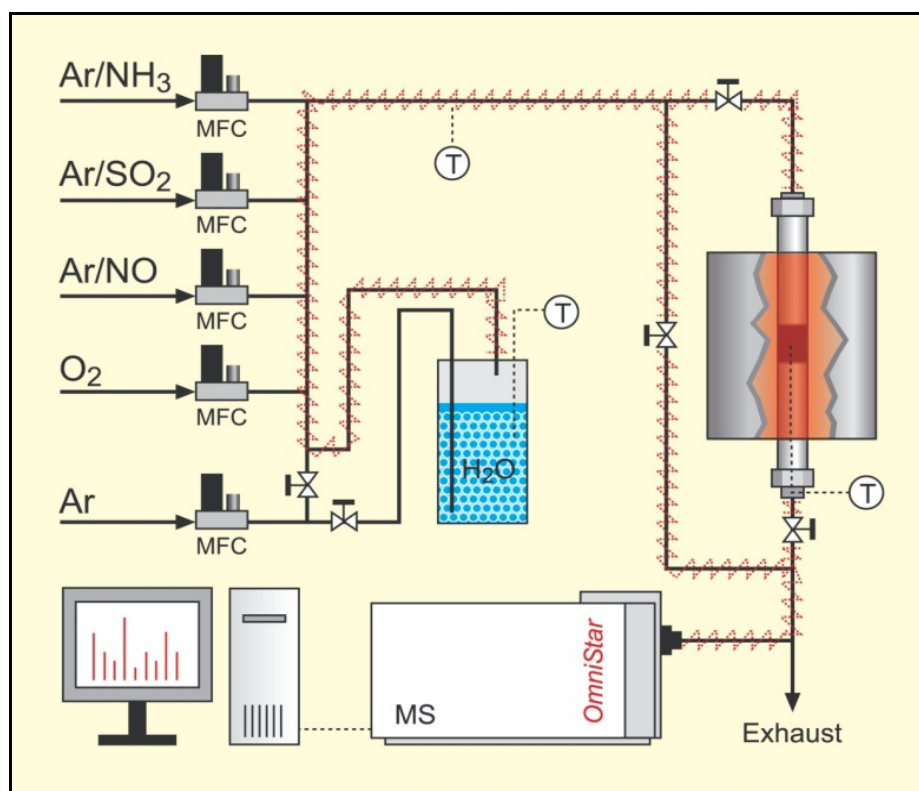 Ar/NH₃
MFC
T
Ar/SO₂
MFC
Ar/NO
MFC
T
O₂
MFC
H₂O
T
Ar
MFC
MS
OmniStar
Exhaust